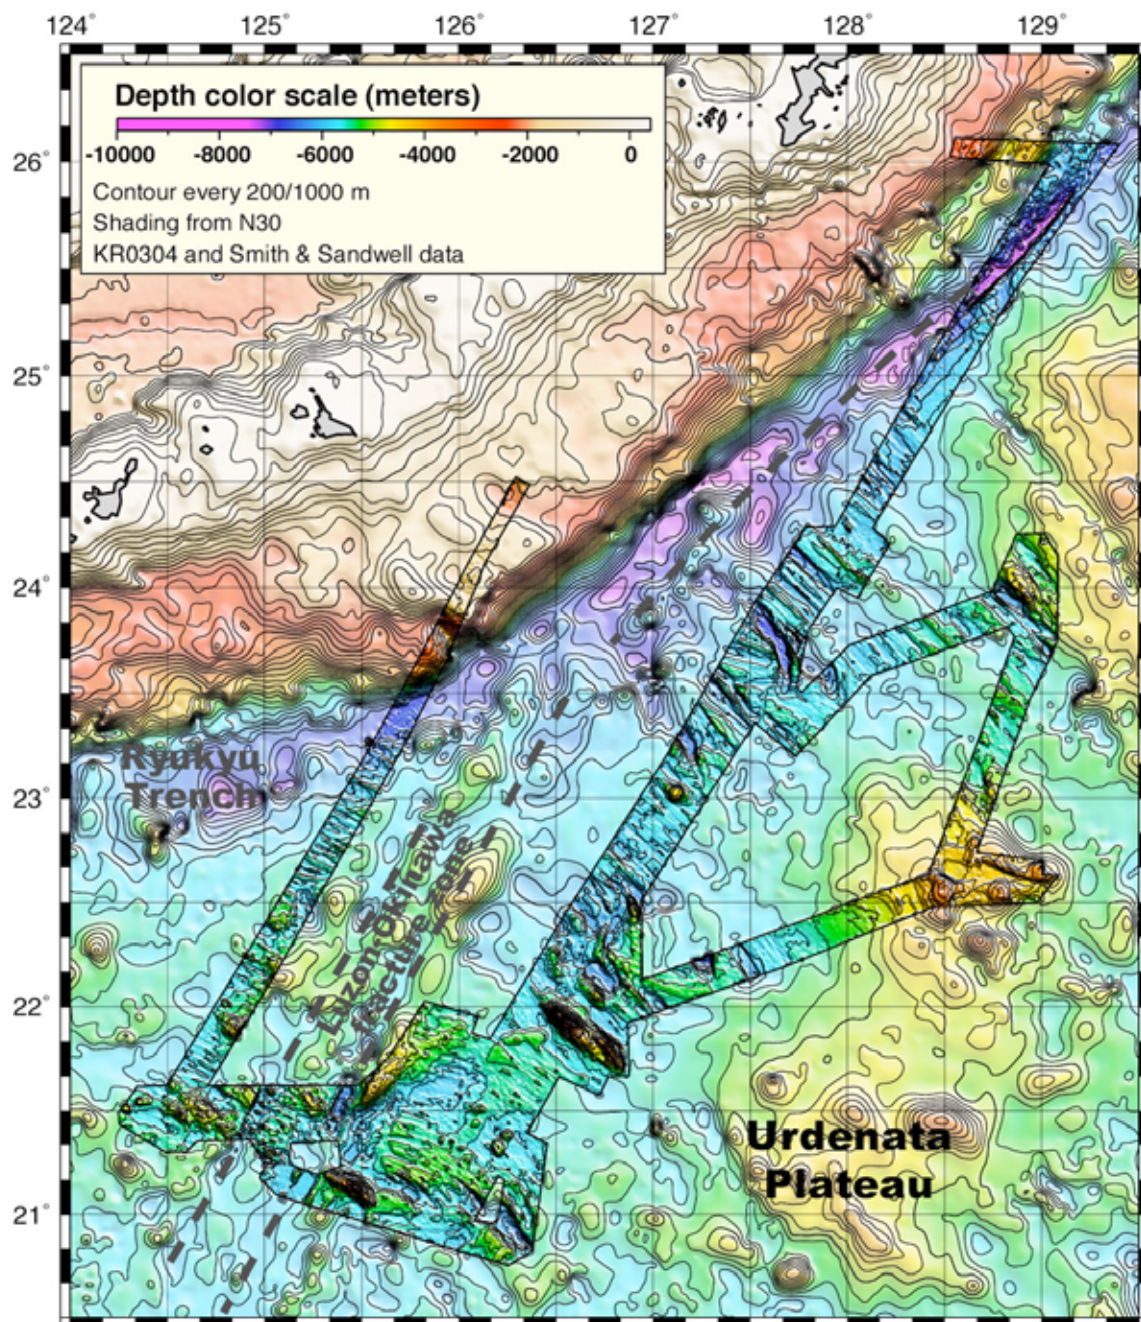 124° 125° 126° 127° 128° 129°
Depth color scale (meters)
-10000 -8000 -6000 -4000 -2000 0
Contour every 200/1000 m
Shading from N30
KR0304 and Smith & Sandwell data
26°
25°
24°
Ryukyu
Trench
23°
Luzon-Okinawa
fracture zone
22°
Urdenata
Plateau
21°